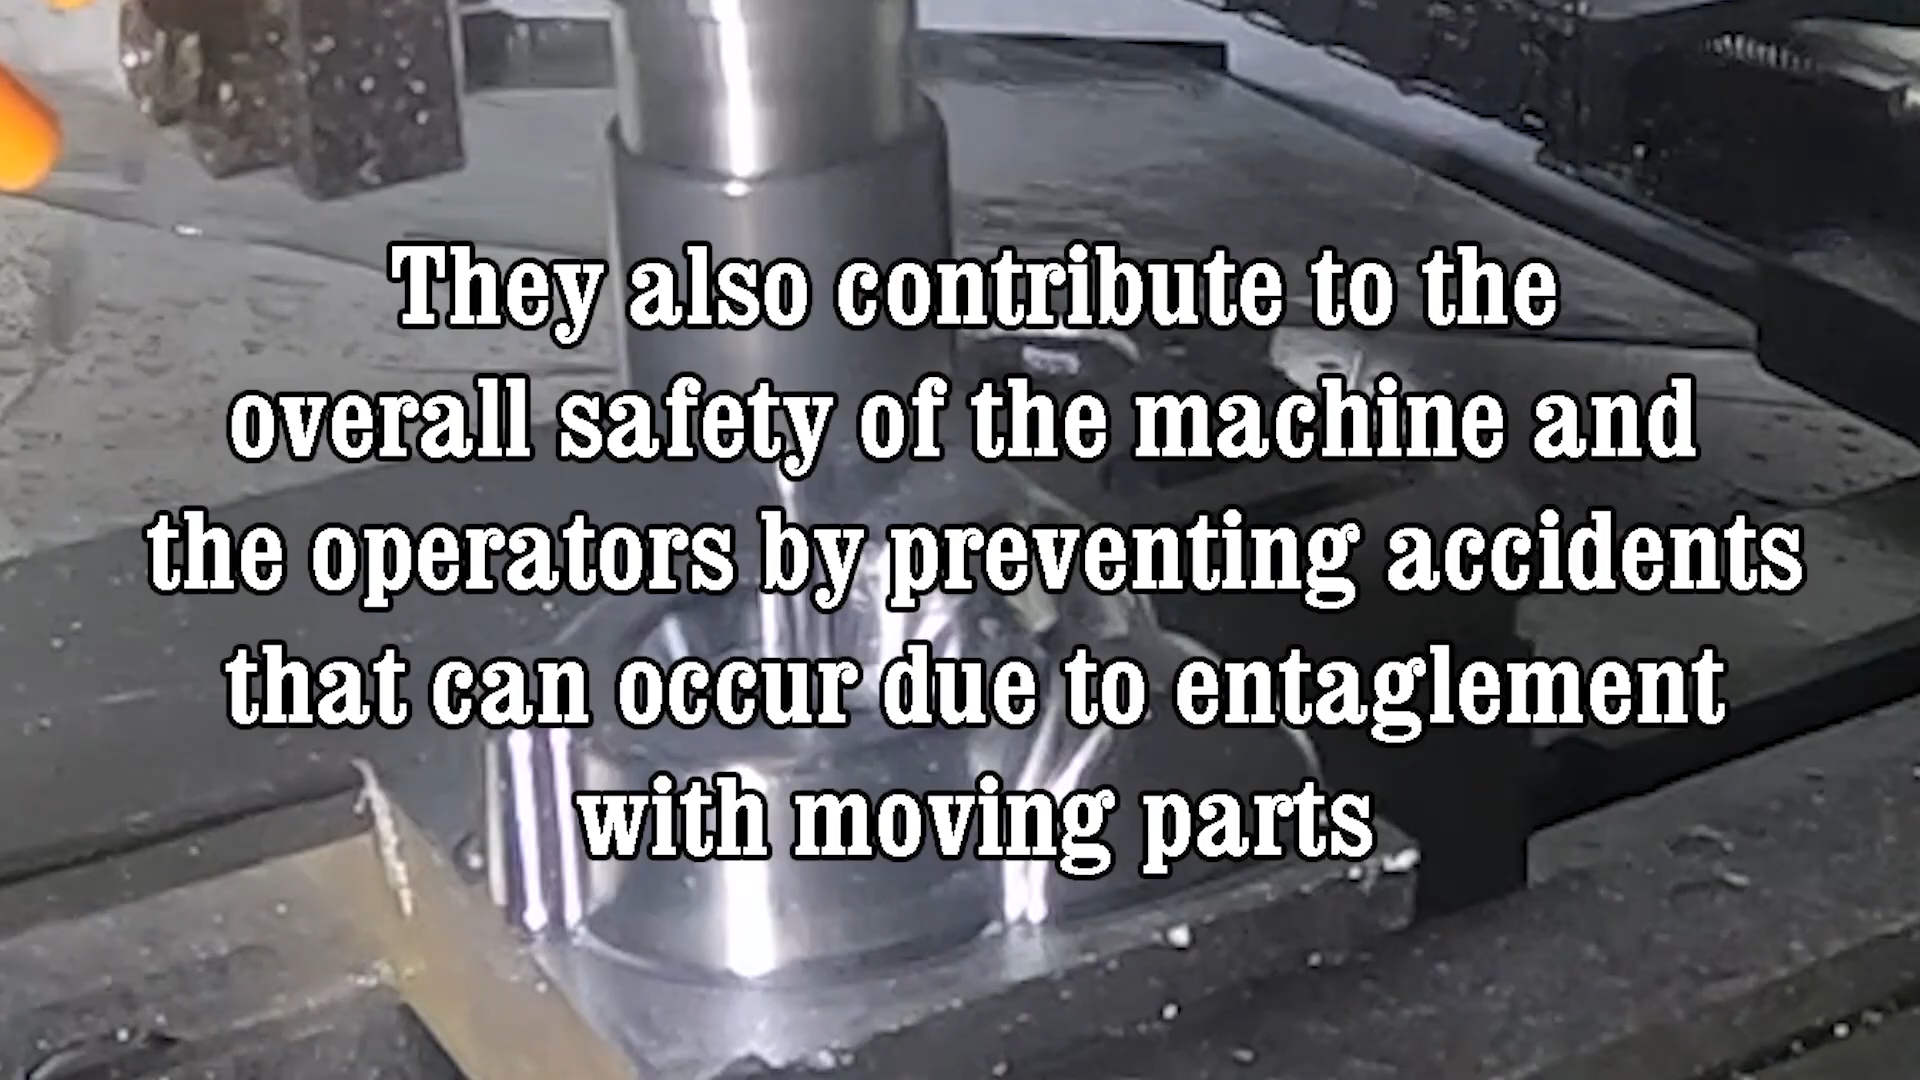 They also contribute to the
overall safety of the machine and
the operators by preventing accidents
that can occur due to entaglement
with moving parts